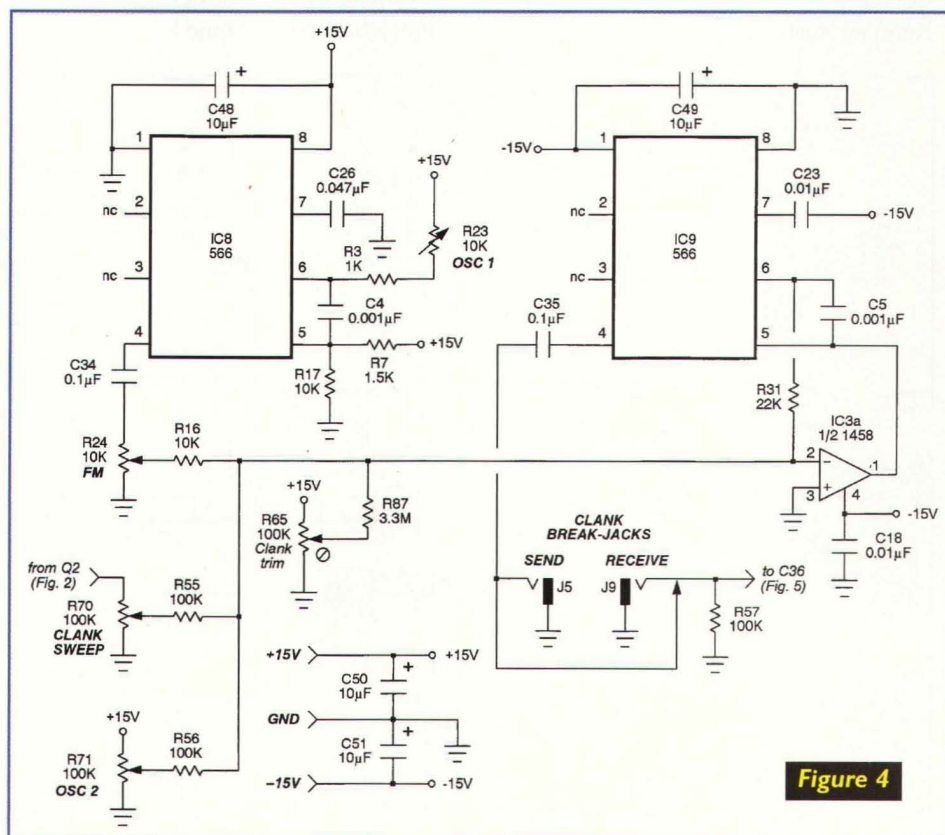 +15V
C48
10µF
+
1
8
2
7
3
6
4
5
nc
nc
IC8
566
C26
0.047µF
+15V
R23
10K
OSC 1
R3
1K
C4
0.001µF
R7
1.5K
+15V
R17
10K
C34
0.1µF
R24
10K
FM
R16
10K
+15V
R65
100K
Clank
trim
R87
3.3M
from Q2
(Fig. 2)
R70
100K
CLANK
SWEEP
R55
100K
+15V
R71
100K
OSC 2
R56
100K
+15V
+15V
+
C50
10µF
GND
+
C51
10µF
–15V
-15V
C49
10µF
+
-15V
1
8
2
7
3
6
4
5
nc
nc
IC9
566
C23
0.01µF
-15V
C35
0.1µF
C5
0.001µF
R31
22K
IC3a
1/2 1458
2
3
1
4
–
+
-15V
C18
0.01µF
CLANK
BREAK-JACKS
SEND
RECEIVE
J5
J9
to C36
(Fig. 5)
R57
100K
Figure 4